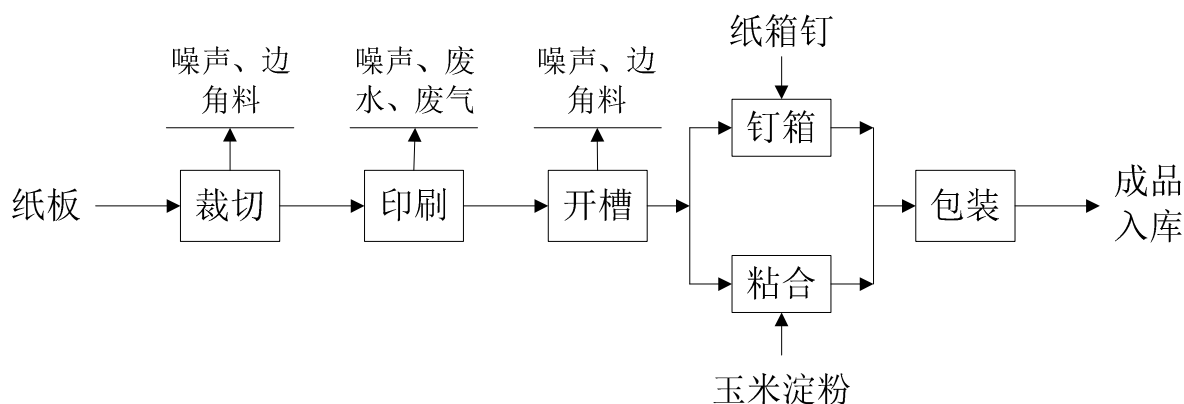 纸箱钉
噪声、边
角料
噪声、废
水、废气
噪声、边
角料
钉箱
纸板
裁切
印刷
开槽
包装
成品
入库
粘合
玉米淀粉